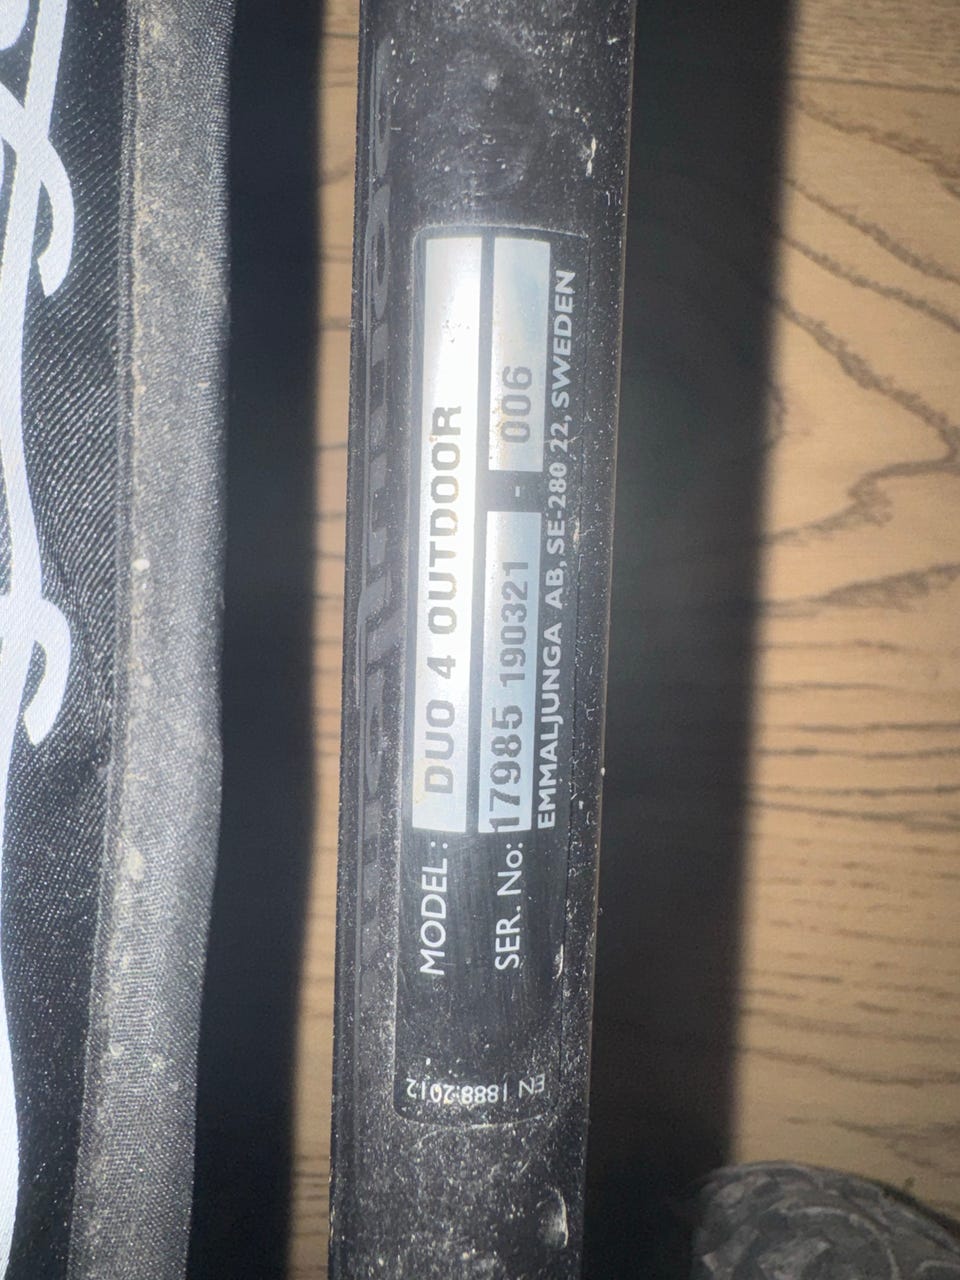 MODEL: DUO 4 OUTDOOR
SER. No: 17985 190321 - 006
EMMALJUNGA AB, SE-280 22, SWEDEN
EN 1888:2012